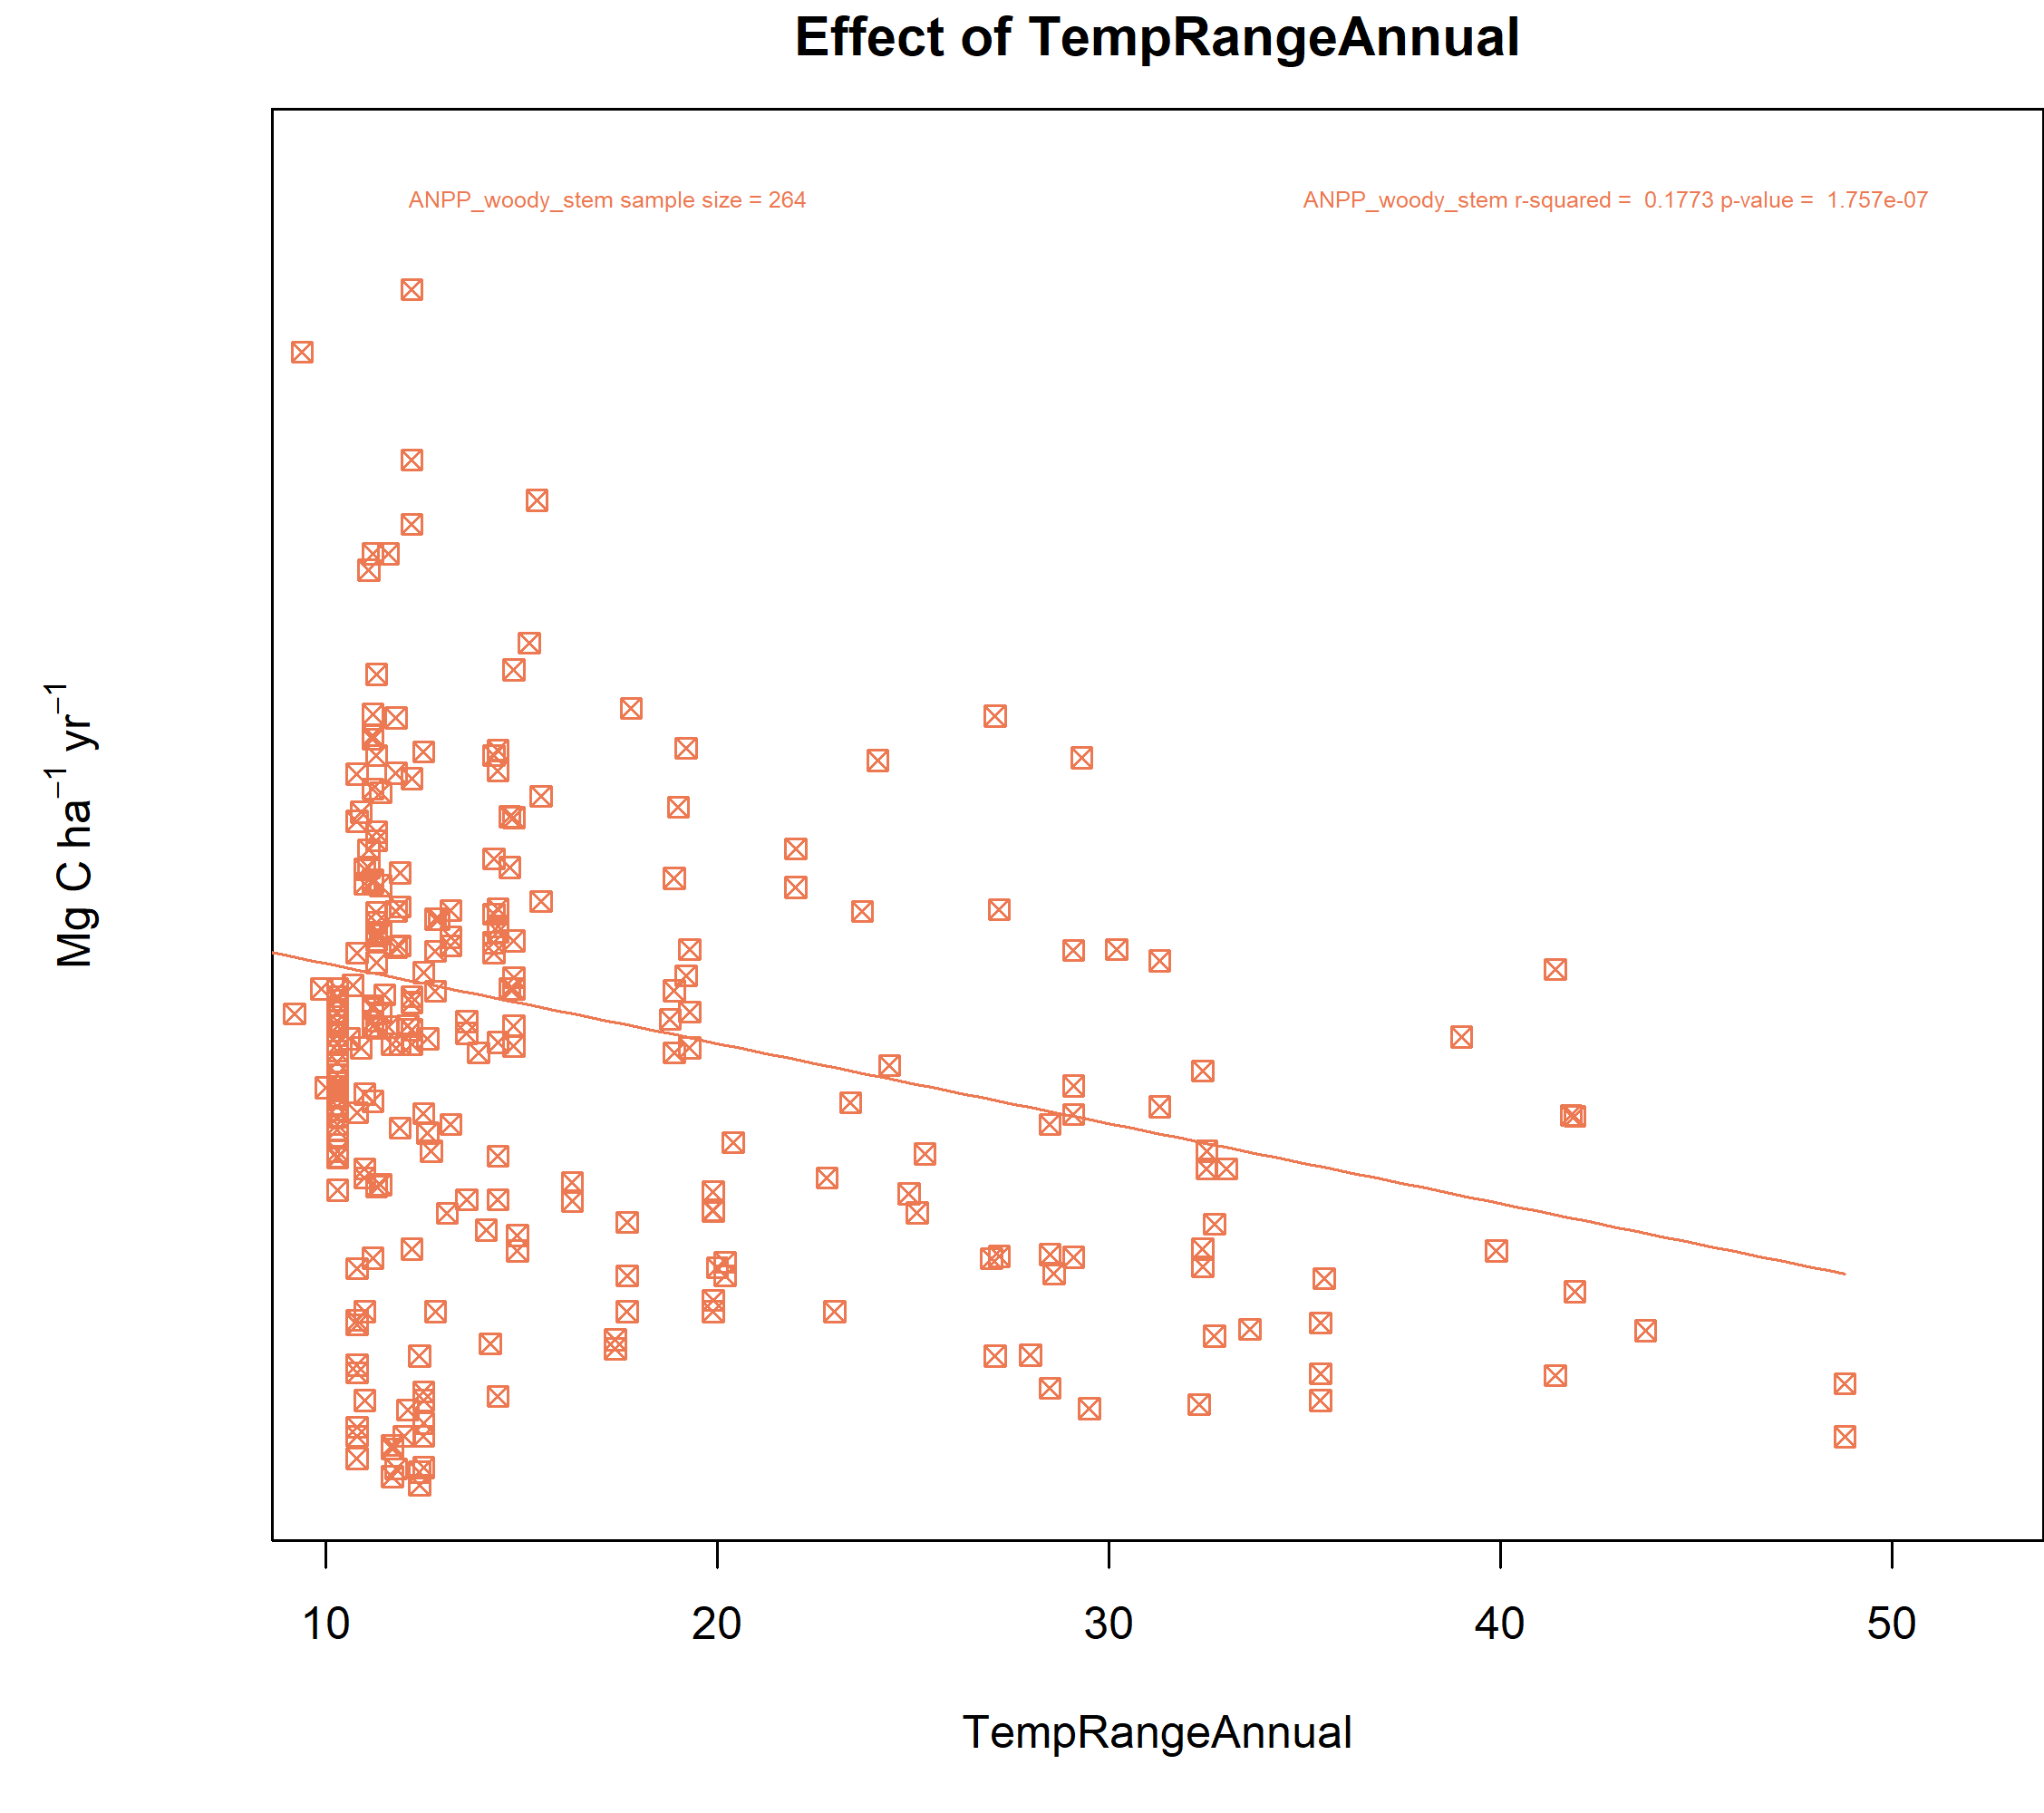 Effect of TempRangeAnnual
ANPP_woody_stem sample size = 264
ANPP_woody_stem r-squared = 0.1773 p-value = 1.757e-07
Mg C ha⁻¹ yr⁻¹
10 20 30 40 50
TempRangeAnnual